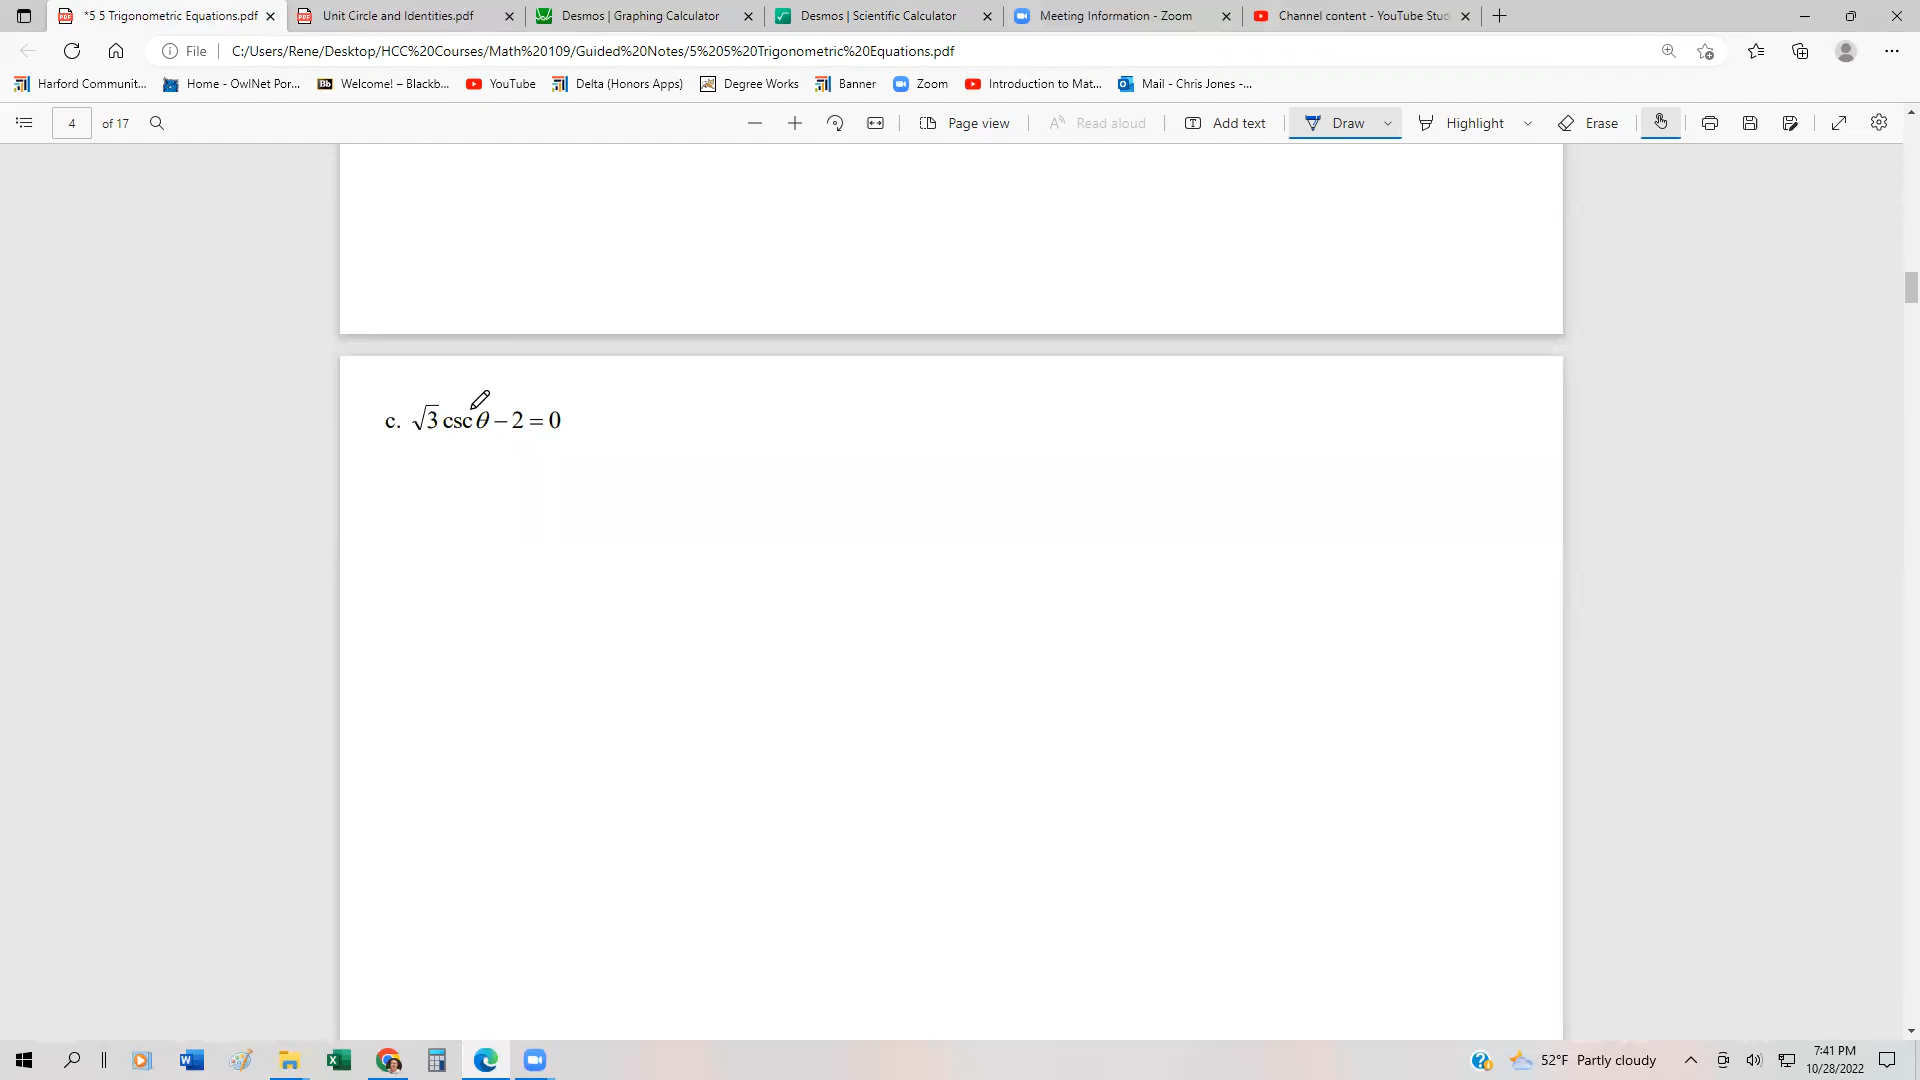 *5 5 Trigonometric Equations.pdf
Unit Circle and Identities.pdf
Desmos | Graphing Calculator
Desmos | Scientific Calculator
Meeting Information - Zoom
Channel content - YouTube Stud
File
C:/Users/Rene/Desktop/HCC%20Courses/Math%20109/Guided%20Notes/5%205%20Trigonometric%20Equations.pdf
Harford Communit...
Home - OwlNet Por...
Bb Welcome! – Blackb...
YouTube
Delta (Honors Apps)
Degree Works
Banner
Zoom
Introduction to Mat...
Mail - Chris Jones -...
4 of 17
Page view
Read aloud
Add text
Draw
Highlight
Erase
c. √3 csc θ – 2 = 0
52°F Partly cloudy
7:41 PM
10/28/2022